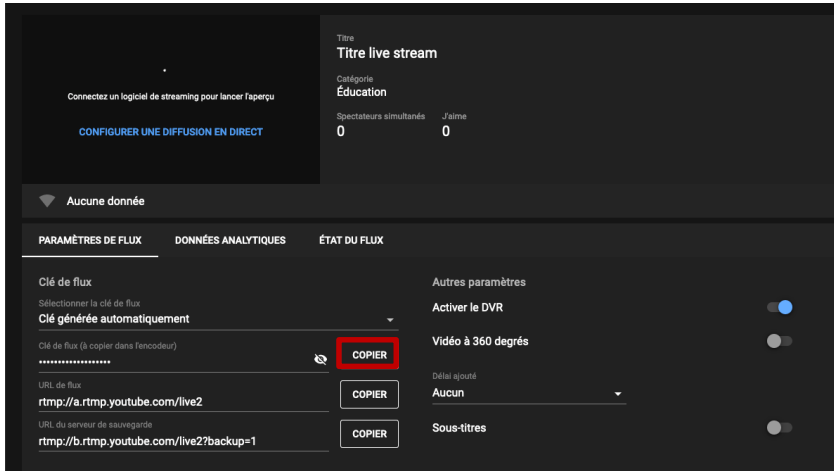 Titre
Titre live stream
Connectez un logiciel de streaming pour lancer l'aperçu
CONFIGURER UNE DIFFUSION EN DIRECT
Catégorie
Éducation
Spectateurs simultanés J'aime
0 0
Aucune donnée
PARAMÈTRES DE FLUX DONNÉES ANALYTIQUES ÉTAT DU FLUX
Clé de flux
Sélectionner la clé de flux
Clé générée automatiquement
Clé de flux (à copier dans l'encodeur)
•••••••••••••••••••
COPIER
URL de flux
rtmp://a.rtmp.youtube.com/live2
COPIER
URL du serveur de sauvegarde
rtmp://b.rtmp.youtube.com/live2?backup=1
COPIER
Autres paramètres
Activer le DVR
Vidéo à 360 degrés
Délai ajouté
Aucun
Sous-titres